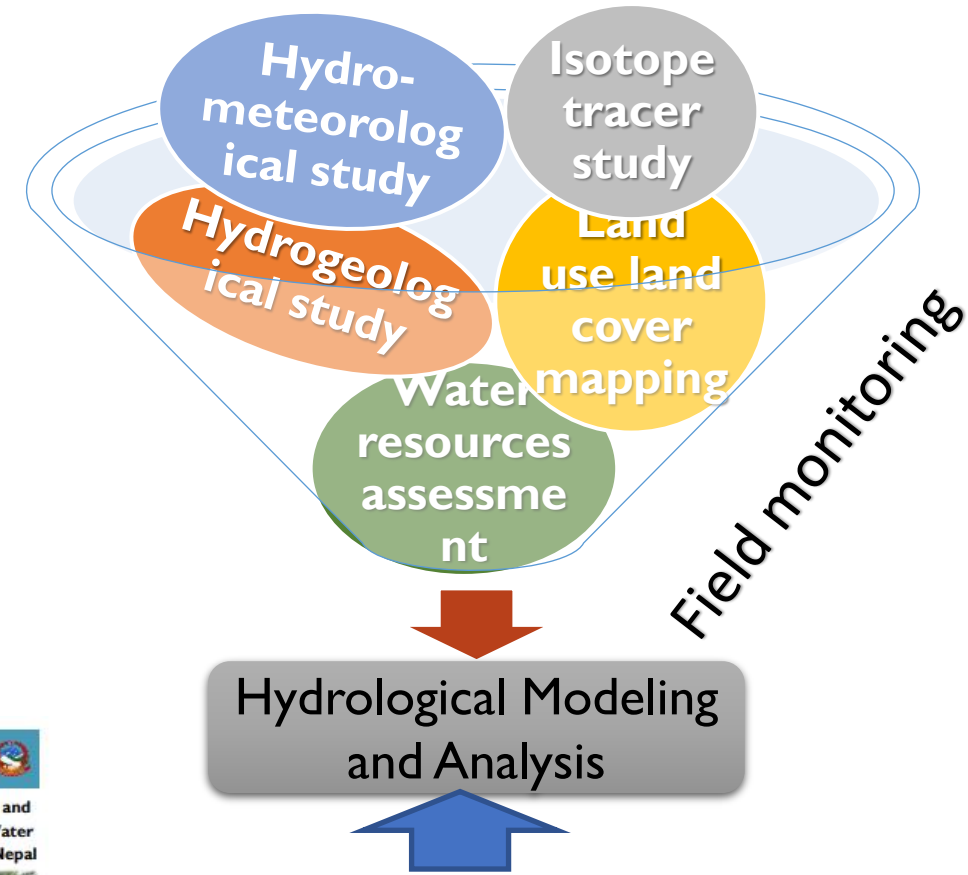 Hydro-
meteorolog
ical study
Isotope
tracer
study
Hydrogeolog
ical study
Land
use land
cover
mapping
Water
resources
assessme
nt
Field monitoring
Hydrological Modeling
and Analysis
and
Vater
Nepal